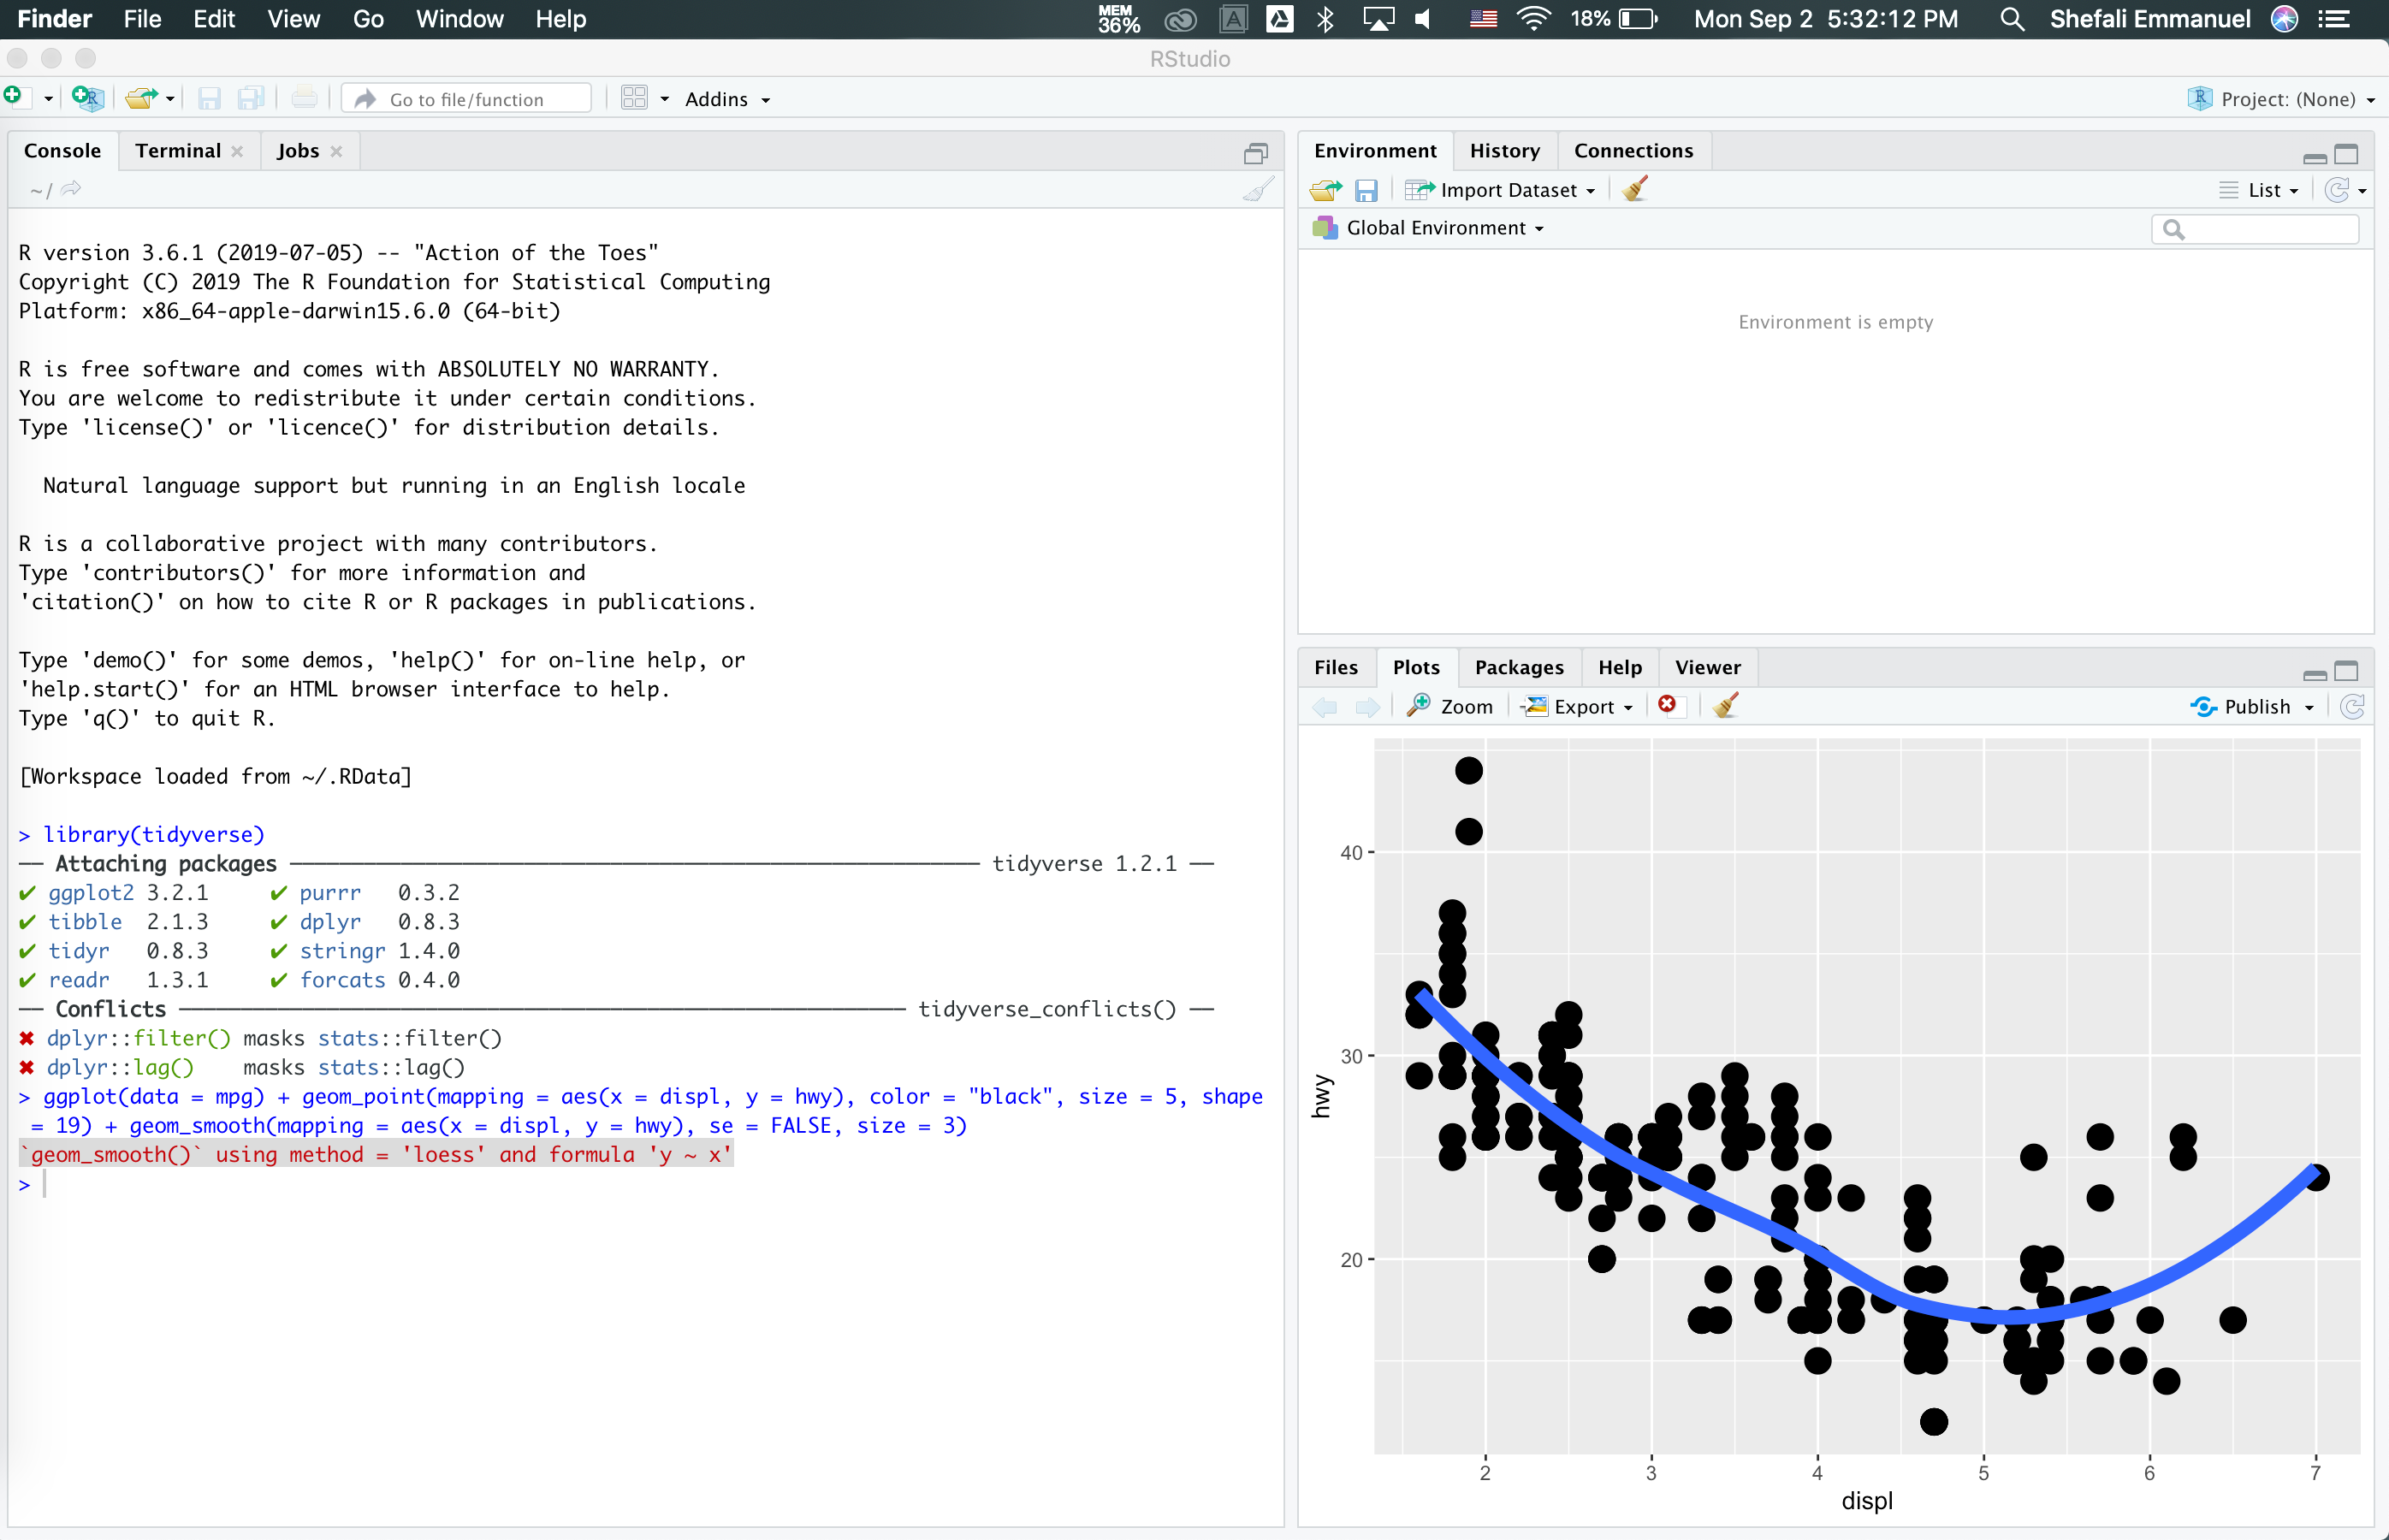 Finder File Edit View Go Window Help MEM 36% 18% Mon Sep 2 5:32:12 PM Shefali Emmanuel
RStudio
Go to file/function Addins Project: (None)
Console Terminal Jobs
~/
R version 3.6.1 (2019-07-05) -- "Action of the Toes"
Copyright (C) 2019 The R Foundation for Statistical Computing
Platform: x86_64-apple-darwin15.6.0 (64-bit)
R is free software and comes with ABSOLUTELY NO WARRANTY.
You are welcome to redistribute it under certain conditions.
Type 'license()' or 'licence()' for distribution details.
Natural language support but running in an English locale
R is a collaborative project with many contributors.
Type 'contributors()' for more information and
'citation()' on how to cite R or R packages in publications.
Type 'demo()' for some demos, 'help()' for on-line help, or
'help.start()' for an HTML browser interface to help.
Type 'q()' to quit R.
[Workspace loaded from ~/.RData]
> library(tidyverse)
── Attaching packages ──────────────────── tidyverse 1.2.1 ──
✔ ggplot2 3.2.1 ✔ purrr 0.3.2
✔ tibble 2.1.3 ✔ dplyr 0.8.3
✔ tidyr 0.8.3 ✔ stringr 1.4.0
✔ readr 1.3.1 ✔ forcats 0.4.0
── Conflicts ──────────────────── tidyverse_conflicts() ──
✖ dplyr::filter() masks stats::filter()
✖ dplyr::lag() masks stats::lag()
> ggplot(data = mpg) + geom_point(mapping = aes(x = displ, y = hwy), color = "black", size = 5, shape
= 19) + geom_smooth(mapping = aes(x = displ, y = hwy), se = FALSE, size = 3)
`geom_smooth()` using method = 'loess' and formula 'y ~ x'
>
Environment History Connections
Import Dataset List
Global Environment
Environment is empty
Files Plots Packages Help Viewer
Zoom Export Publish
40
30
20
hwy
2 3 4 5 6 7
displ